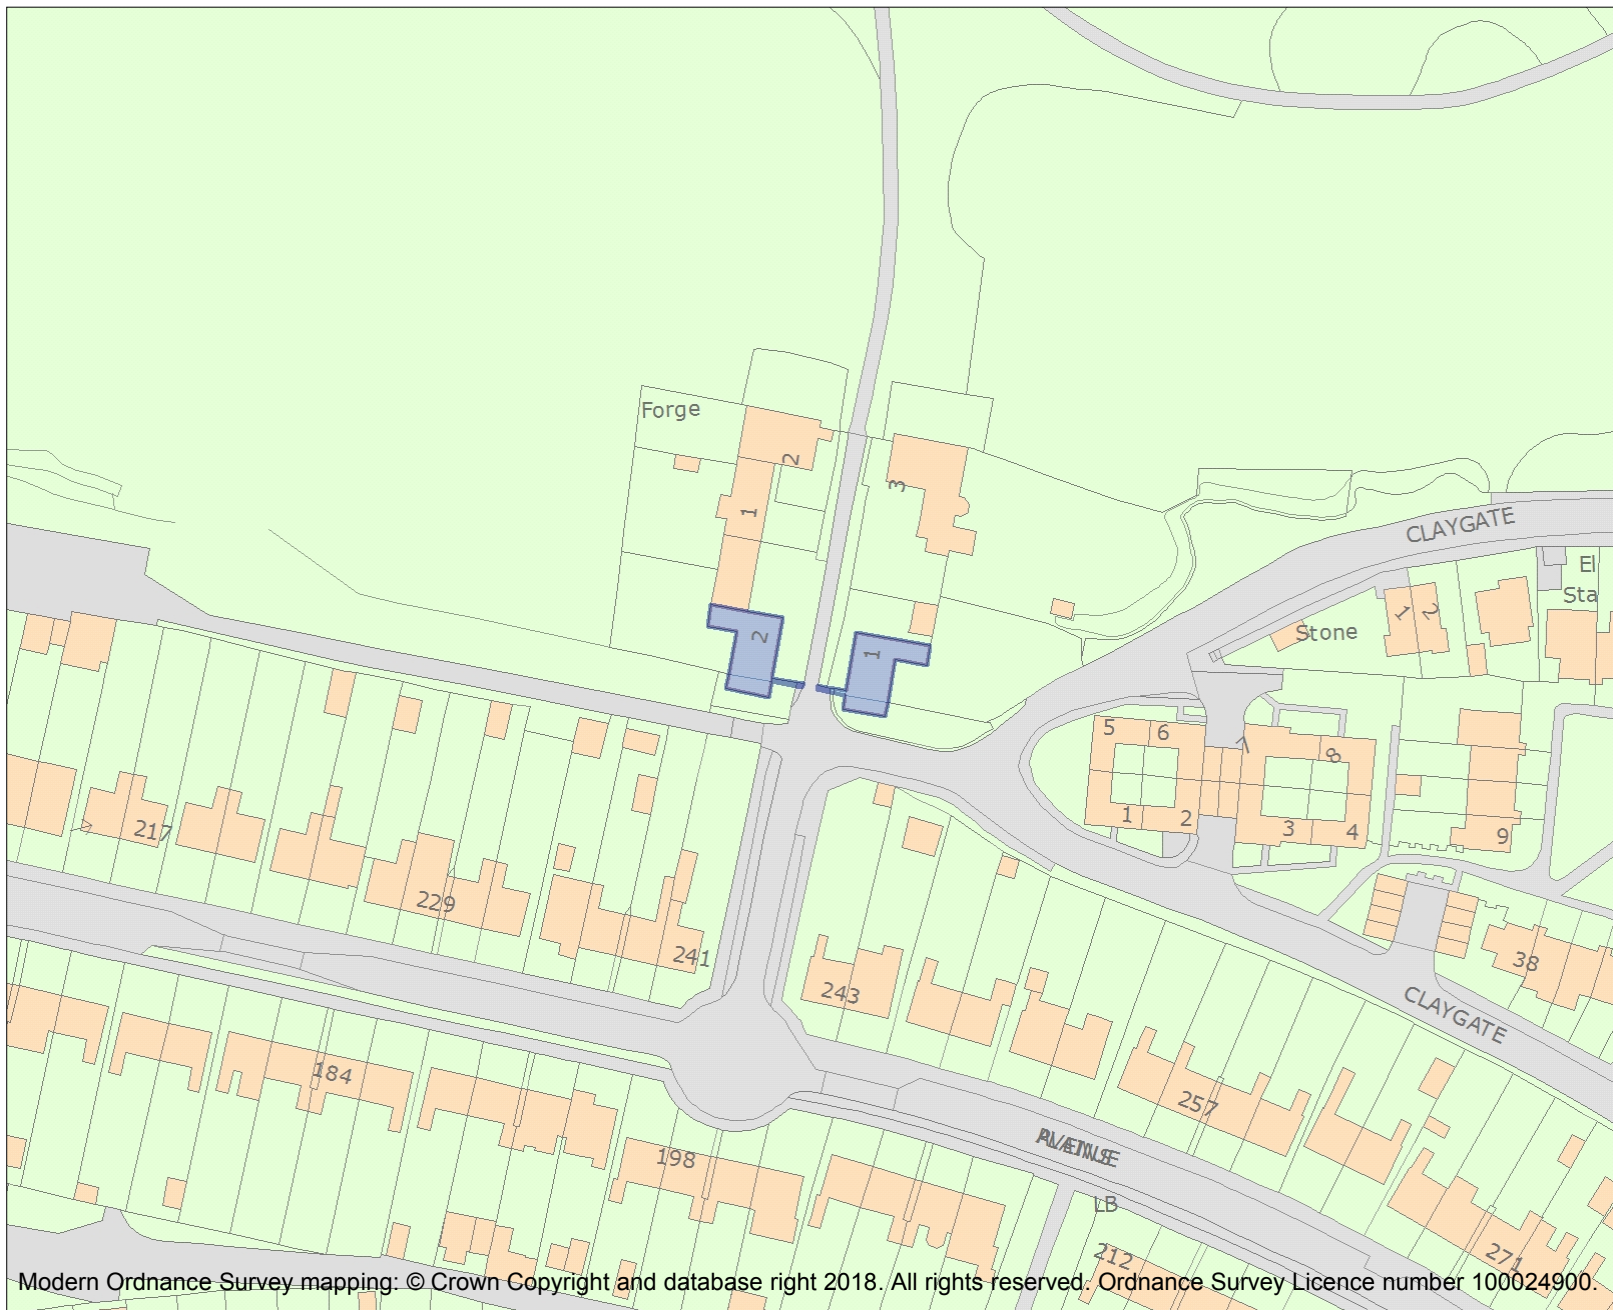 Forge
2
1
3
CLAYGATE
El
Sta
1
2
Stone
2
1
5
6
7
8
1
2
3
4
9
217
229
241
243
38
CLAYGATE
184
198
257
AVENUE
LB
212
271
Modern Ordnance Survey mapping: © Crown Copyright and database right 2018. All rights reserved. Ordnance Survey Licence number 100024900.